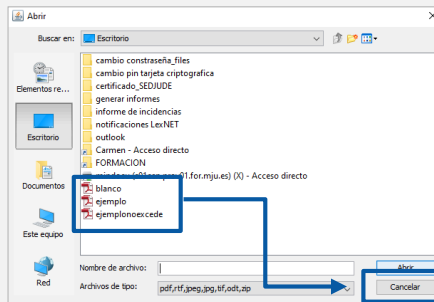 Abrir
Buscar en: Escritorio
Elementos re...
Escritorio
Documentos
Este equipo
Red
cambio constraseña_files
cambio pin tarjeta criptografica
certificado_SEDJUDE
generar informes
informe de incidencias
notificaciones LexNET
outlook
Carmen - Acceso directo
FORMACION
(X) - Acceso directo
blanco
ejemplo
ejemplonoexcede
Nombre de archivo:
Abrir
Archivos de tipo: pdf,rtf,jpeg,jpg,tif,odt,zip
Cancelar